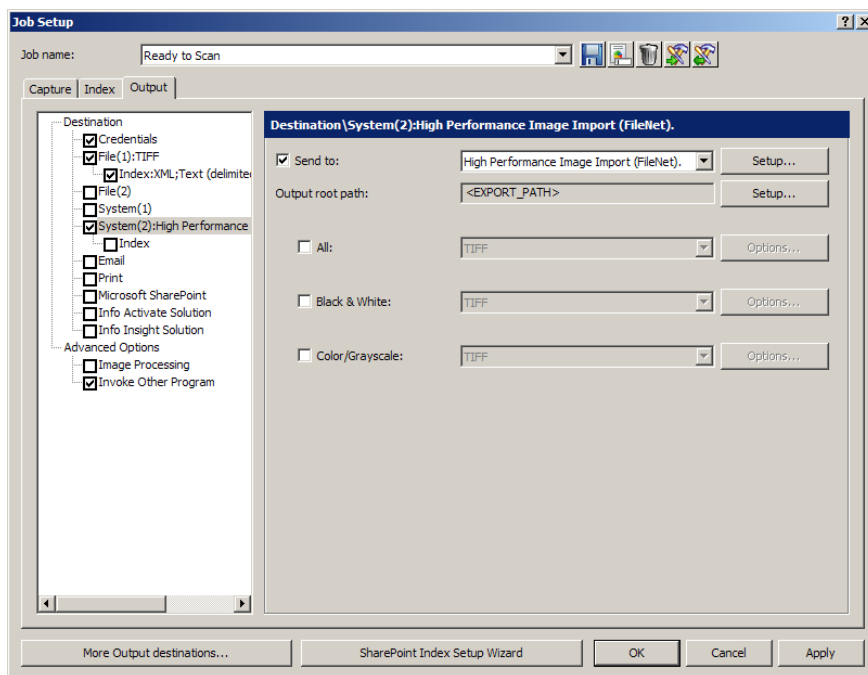 Job Setup
Job name: Ready to Scan
Capture Index Output
Destination
Credentials
File(1):TIFF
Index:XML;Text (delimite
File(2)
System(1)
System(2):High Performance
Index
Email
Print
Microsoft SharePoint
Info Activate Solution
Info Insight Solution
Advanced Options
Image Processing
Invoke Other Program
Destination\System(2):High Performance Image Import (FileNet).
Send to: High Performance Image Import (FileNet). Setup...
Output root path: <EXPORT_PATH> Setup...
All: TIFF Options...
Black & White: TIFF Options...
Color/Grayscale: TIFF Options...
More Output destinations... SharePoint Index Setup Wizard OK Cancel Apply